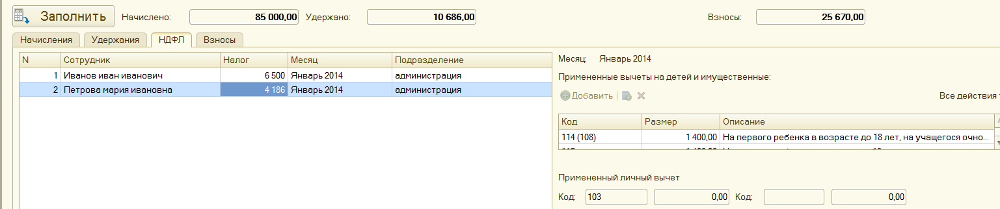 Заполнить Начислено: 85 000,00 Удержано: 10 686,00 Взносы: 25 670,00
Начисления Удержания НДФЛ Взносы
N Сотрудник Налог Месяц Подразделение
1 Иванов иван иванович 6 500 Январь 2014 администрация
2 Петрова мария ивановна 4 186 Январь 2014 администрация
Месяц: Январь 2014
Примененные вычеты на детей и имущественные:
Добавить Все действия
Код Размер Описание
114 (108) 1 400,00 На первого ребенка в возрасте до 18 лет, на учащегося очно...
Примененный личный вычет
Код: 103 0,00 Код: 0,00